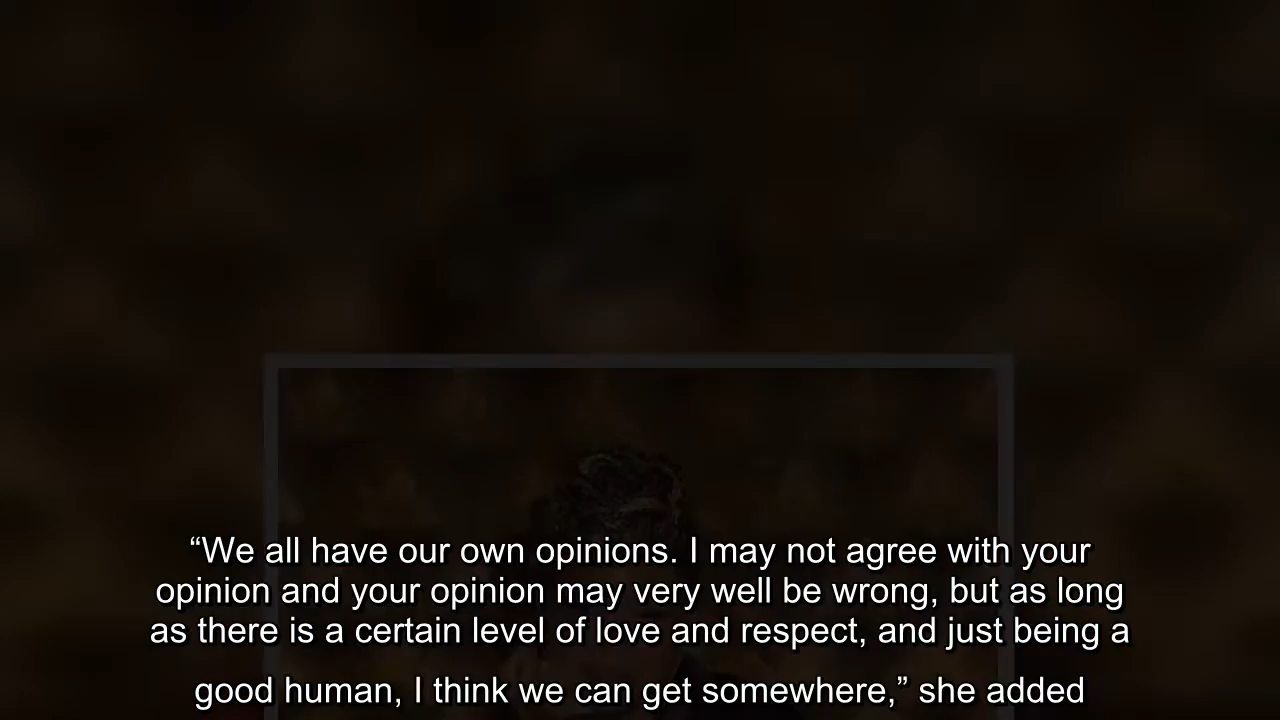 “We all have our own opinions. I may not agree with your
opinion and your opinion may very well be wrong, but as long
as there is a certain level of love and respect, and just being a
good human, I think we can get somewhere,” she added